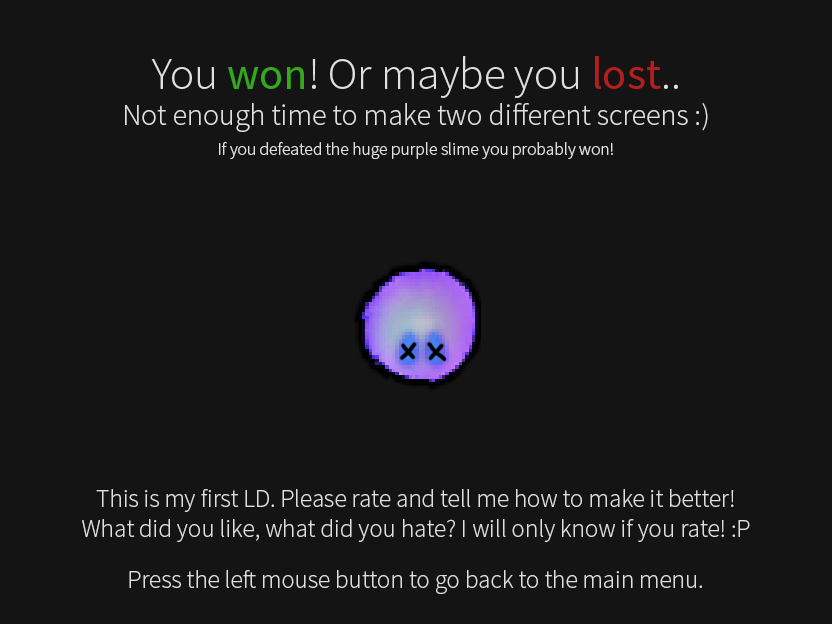 You won! Or maybe you lost..
Not enough time to make two different screens :)
If you defeated the huge purple slime you probably won!
This is my first LD. Please rate and tell me how to make it better!
What did you like, what did you hate? I will only know if you rate! :P
Press the left mouse button to go back to the main menu.